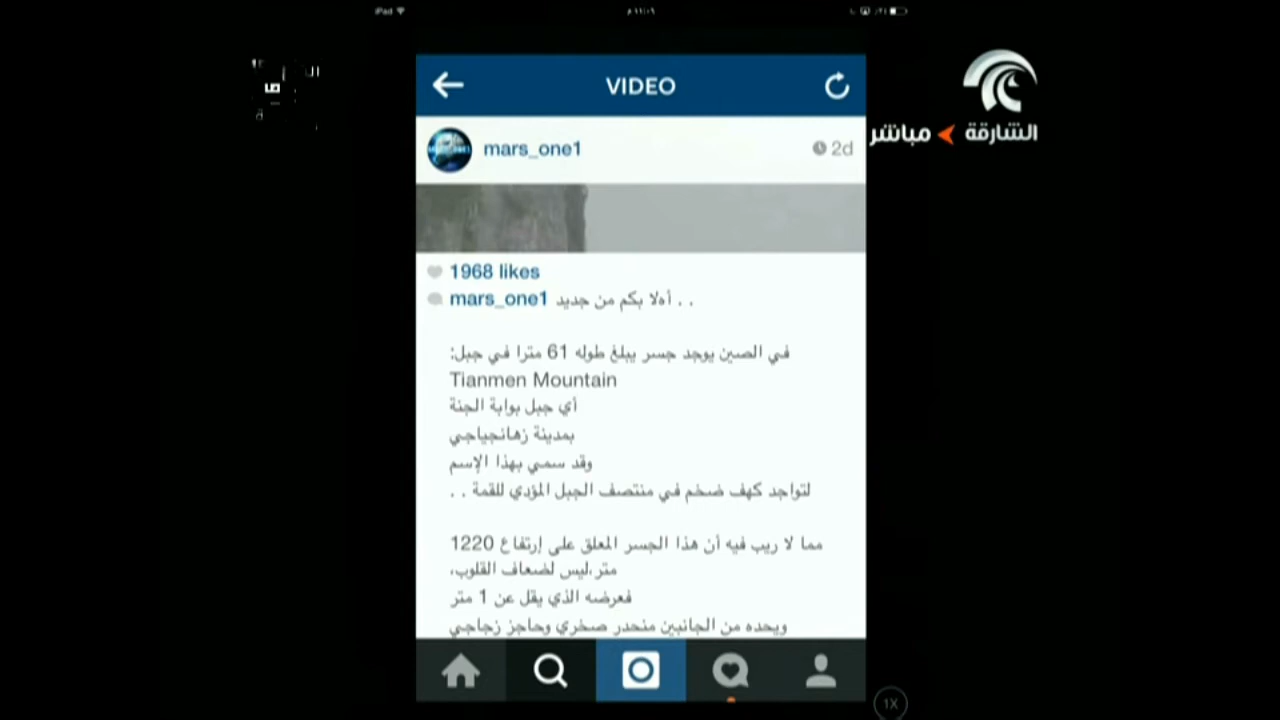 iPad
VIDEO
الشارقة
مباشر
mars_one1
2d
1968 likes
mars_one1 أهلا بكم من جديد . .
في الصين يوجد جسر يبلغ طوله 61 مترا في جبل:
Tianmen Mountain
أي جبل بوابة الجنة
بمدينة زهانجياجي
وقد سمي بهذا الإسم
لتواجد كهف ضخم في منتصف الجبل المؤدي للقمة . .
مما لا ريب فيه أن هذا الجسر المعلق على إرتفاع 1220
متر،ليس لضعاف القلوب،
فعرضه الذي يقل عن 1 متر
ويحده من الجانبين منحدر صخري وحاجز زجاجي
1X